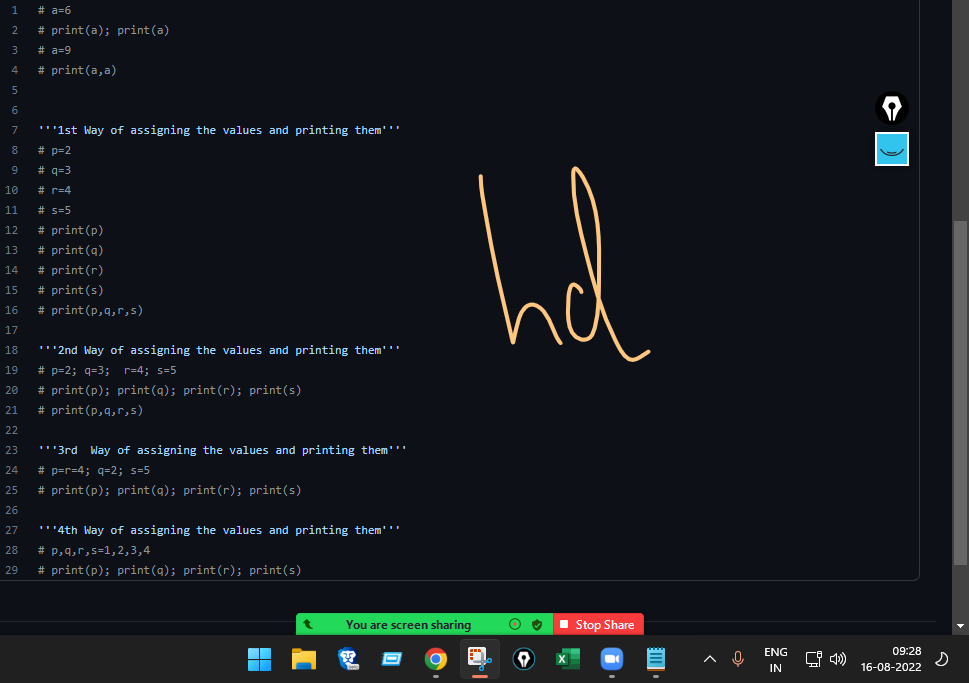 1 # a=6
2 # print(a); print(a)
3 # a=9
4 # print(a,a)
5
6
7 '''1st Way of assigning the values and printing them'''
8 # p=2
9 # q=3
10 # r=4
11 # s=5
12 # print(p)
13 # print(q)
14 # print(r)
15 # print(s)
16 # print(p,q,r,s)
17
18 '''2nd Way of assigning the values and printing them'''
19 # p=2; q=3;  r=4; s=5
20 # print(p); print(q); print(r); print(s)
21 # print(p,q,r,s)
22
23 '''3rd  Way of assigning the values and printing them'''
24 # p=r=4; q=2; s=5
25 # print(p); print(q); print(r); print(s)
26
27 '''4th Way of assigning the values and printing them'''
28 # p,q,r,s=1,2,3,4
29 # print(p); print(q); print(r); print(s)
hd
You are screen sharing Stop Share
ENG
IN
09:28
16-08-2022